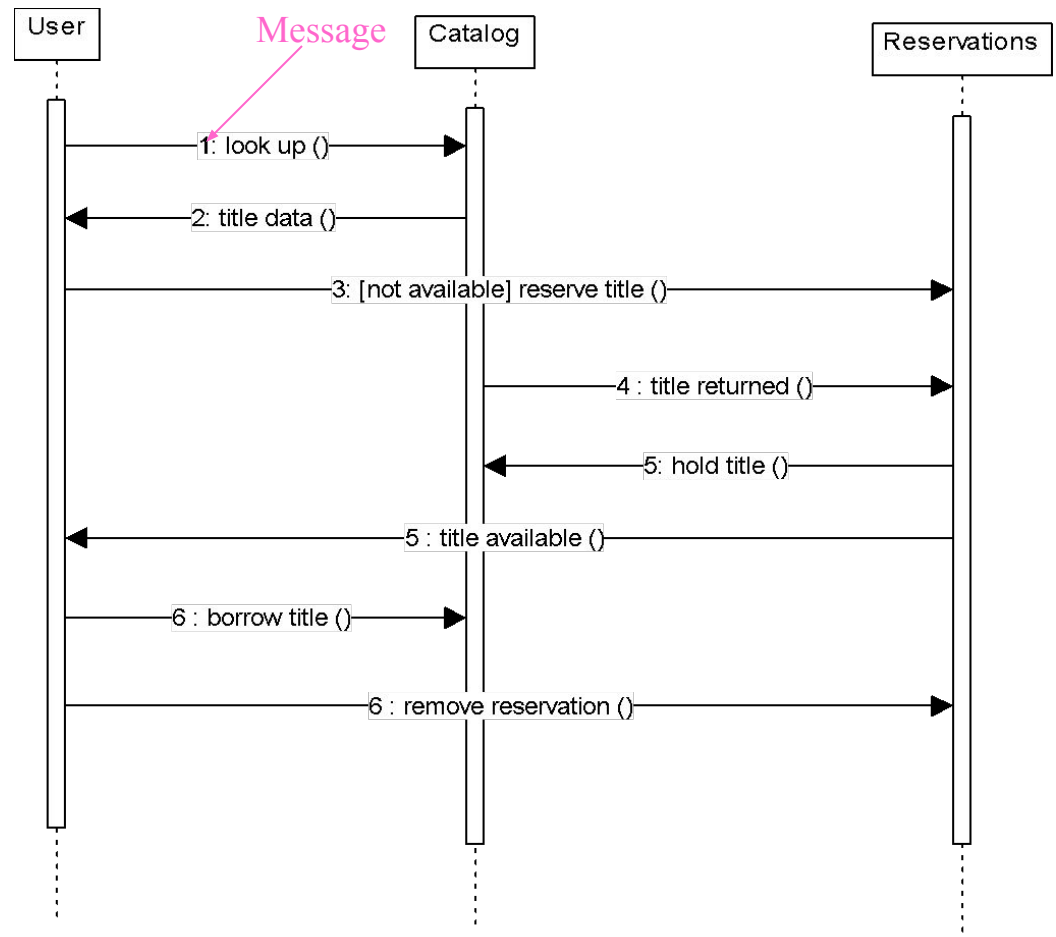 User
Message
Catalog
Reservations
1: look up ()
2: title data ()
3: [not available] reserve title ()
4 : title returned ()
5: hold title ()
5 : title available ()
6 : borrow title ()
6 : remove reservation ()